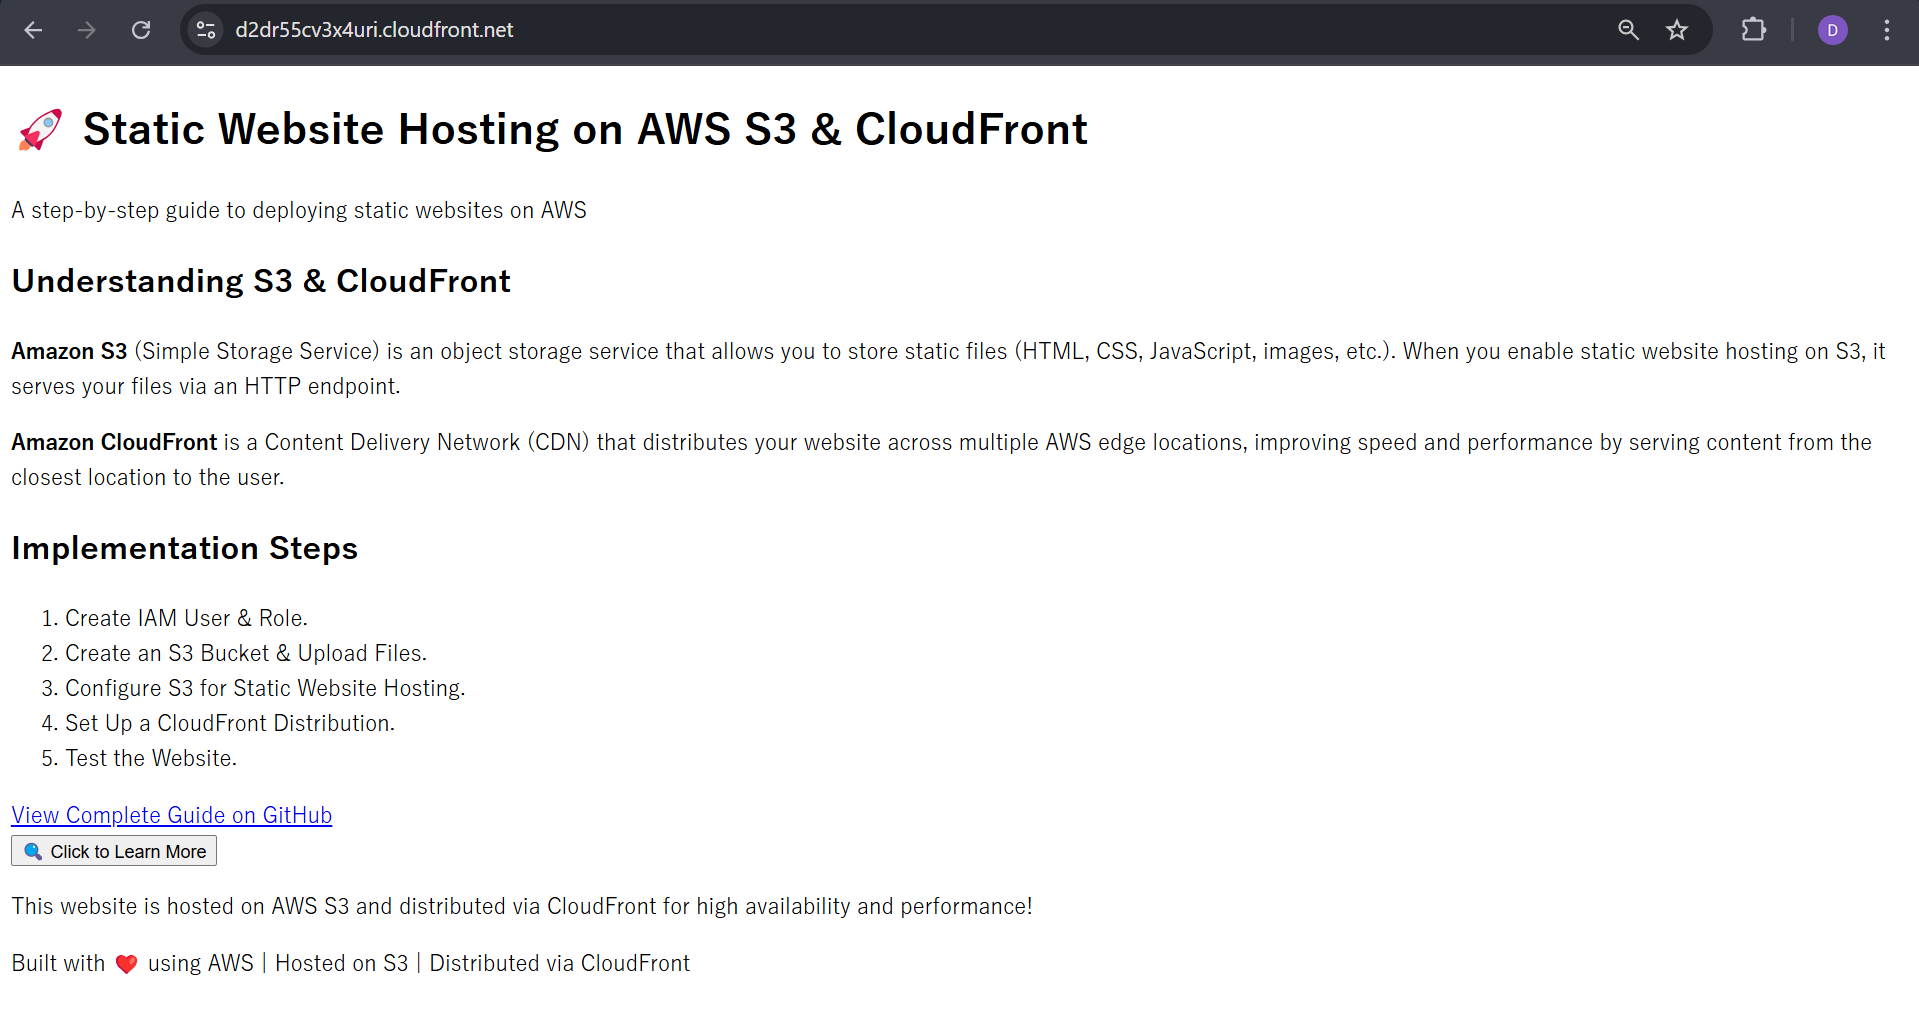 d2dr55cv3x4uri.cloudfront.net
D
🚀 Static Website Hosting on AWS S3 & CloudFront
A step-by-step guide to deploying static websites on AWS
Understanding S3 & CloudFront
Amazon S3 (Simple Storage Service) is an object storage service that allows you to store static files (HTML, CSS, JavaScript, images, etc.). When you enable static website hosting on S3, it
serves your files via an HTTP endpoint.
Amazon CloudFront is a Content Delivery Network (CDN) that distributes your website across multiple AWS edge locations, improving speed and performance by serving content from the
closest location to the user.
Implementation Steps
1. Create IAM User & Role.
2. Create an S3 Bucket & Upload Files.
3. Configure S3 for Static Website Hosting.
4. Set Up a CloudFront Distribution.
5. Test the Website.
View Complete Guide on GitHub
🔍 Click to Learn More
This website is hosted on AWS S3 and distributed via CloudFront for high availability and performance!
Built with ❤️ using AWS | Hosted on S3 | Distributed via CloudFront